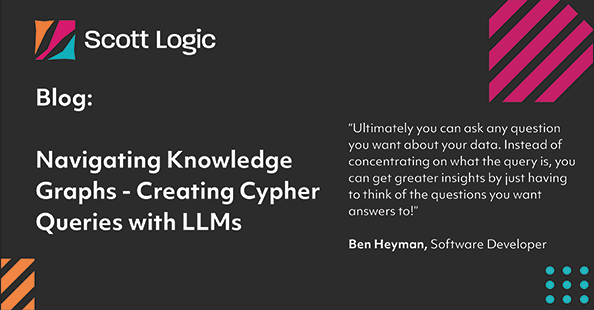 Scott Logic
Blog:
Navigating Knowledge
Graphs - Creating Cypher
Queries with LLMs
"Ultimately you can ask any question
you want about your data. Instead of
concentrating on what the query is, you
can get greater insights by just having
to think of the questions you want
answers to!"
Ben Heyman, Software Developer